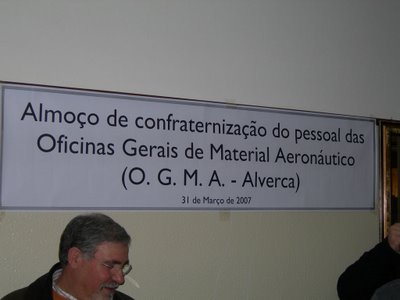 Almoço de confraternização do pessoal das
Oficinas Gerais de Material Aeronáutico
(O. G. M. A. - Alverca)
31 de Março de 2007